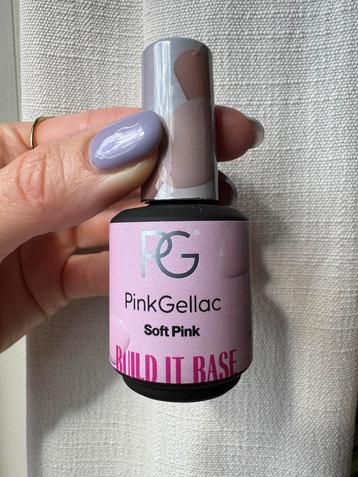 PG
PinkGellac
Soft Pink
BUILD IT BASE